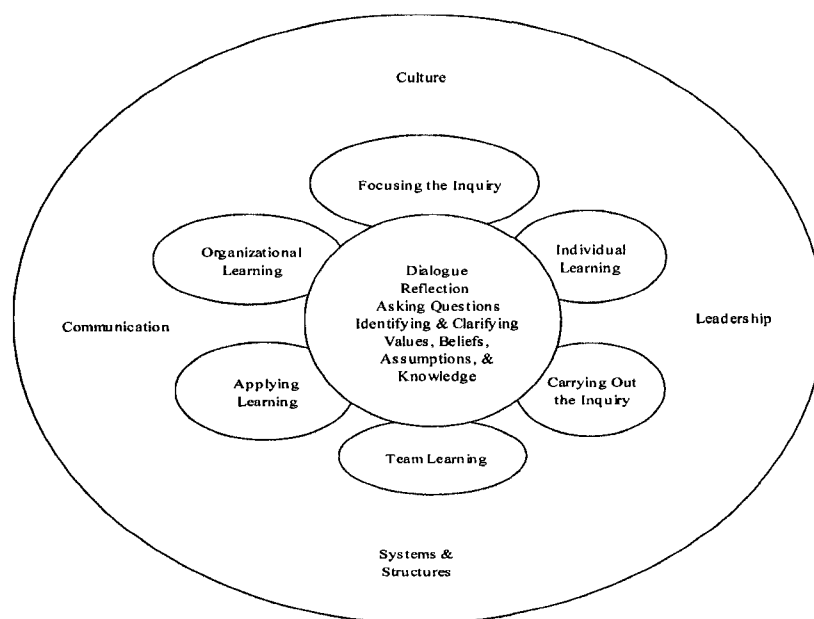 Culture
Focusing the Inquiry
Organizational
Learning
Individual
Learning
Dialogue
Reflection
Asking Questions
Identifying & Clarifying
Values, Beliefs,
Assumptions, &
Knowledge
Communication
Leadership
Applying
Learning
Carrying Out
the Inquiry
Team Learning
Systems &
Structures